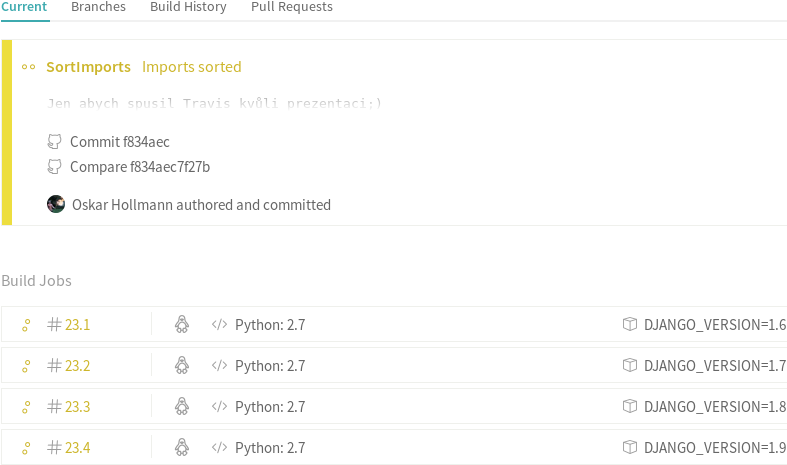 Current Branches Build History Pull Requests
SortImports Imports sorted
Jen abych spusil Travis kvůli prezentaci:)
Commit f834aec
Compare f834aec7f27b
Oskar Hollmann authored and committed
Build Jobs
# 23.1 </> Python: 2.7 DJANGO_VERSION=1.6
# 23.2 </> Python: 2.7 DJANGO_VERSION=1.7
# 23.3 </> Python: 2.7 DJANGO_VERSION=1.8
# 23.4 </> Python: 2.7 DJANGO_VERSION=1.9